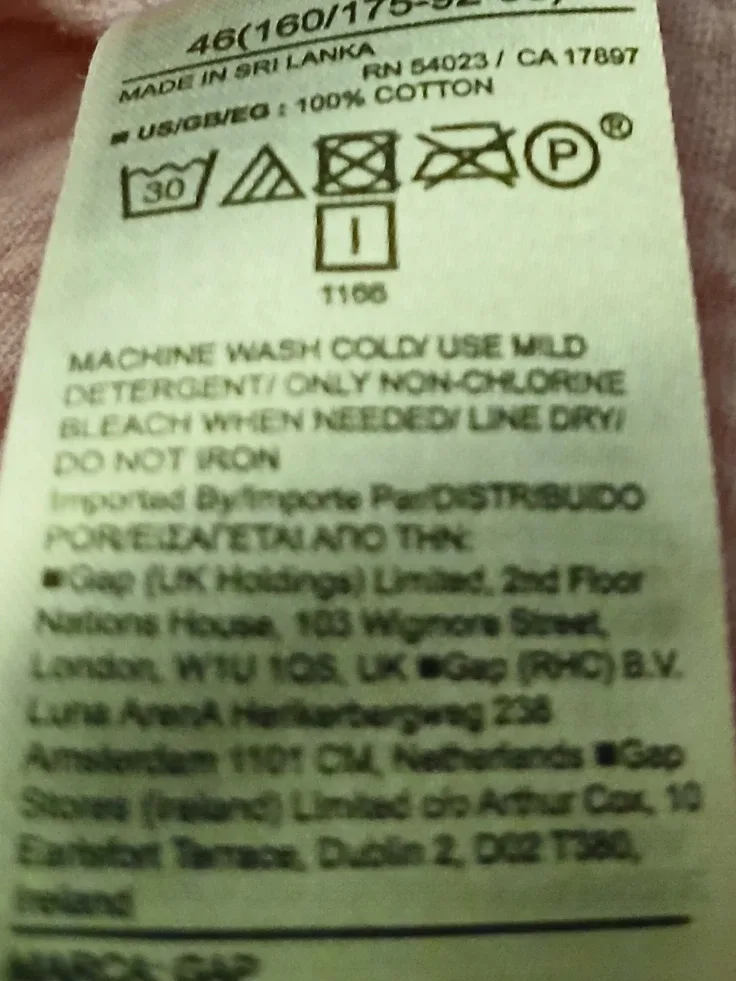 46(160/175-92
MADE IN SRI LANKA
RN 54023 / CA 17897
■ US/GB/EG : 100% COTTON
30 P ®
1166
MACHINE WASH COLD/ USE MILD
DETERGENT/ ONLY NON-CHLORINE
BLEACH WHEN NEEDED/ LINE DRY/
DO NOT IRON
Imported By/Importe Par/DISTRIBUIDO
POR/ΕΙΣΑΓΕΤΑΙ ΑΠΟ ΤΗΝ:
■Gap (UK Holdings) Limited, 2nd Floor
Nations House, 103 Wigmore Street,
London, W1U 1QS, UK ■Gap (RHC) B.V.
Luna ArenA Herikerbergweg 238
Amsterdam 1101 CM, Netherlands ■Gap
Stores (Ireland) Limited c/o Arthur Cox, 10
Earlsfort Terrace, Dublin 2, D02 T380,
Ireland
MARCA: GAP